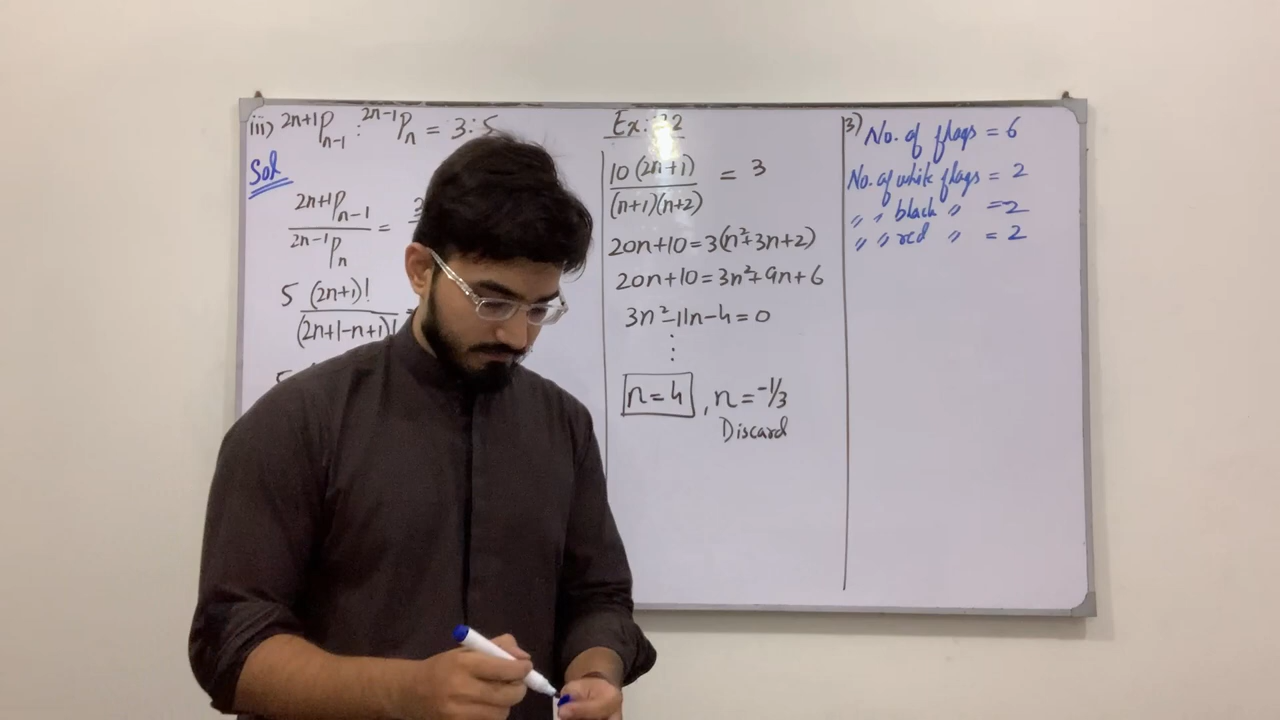 iii) 2n+1Pn-1 : 2n-1Pn = 3:5
Sol
2n+1Pn-1 / 2n-1Pn = 3
5 (2n+1)! / (2n+1-n+1)! =
5
Ex:
10(2n+1) / (n+1)(n+2) = 3
20n+10=3(n²+3n+2)
20n+10=3n²+9n+6
3n²-11n-4=0
⋮
n=4, n=-1/3
Discard
3) No. of flags = 6
No. of white flags = 2
" " black " = 2
" " red " = 2